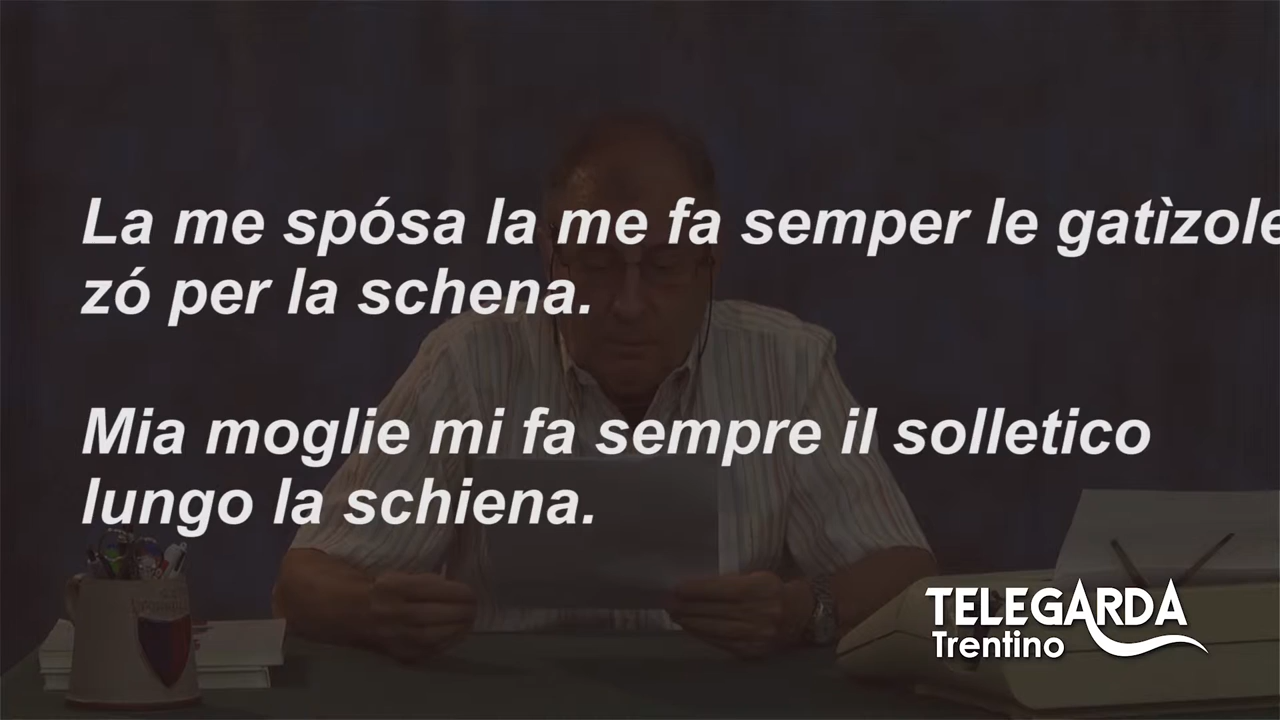 La me spósa la me fa semper le gatìzole
zó per la schena.
Mia moglie mi fa sempre il solletico
lungo la schiena.
TELEGARDA
Trentino